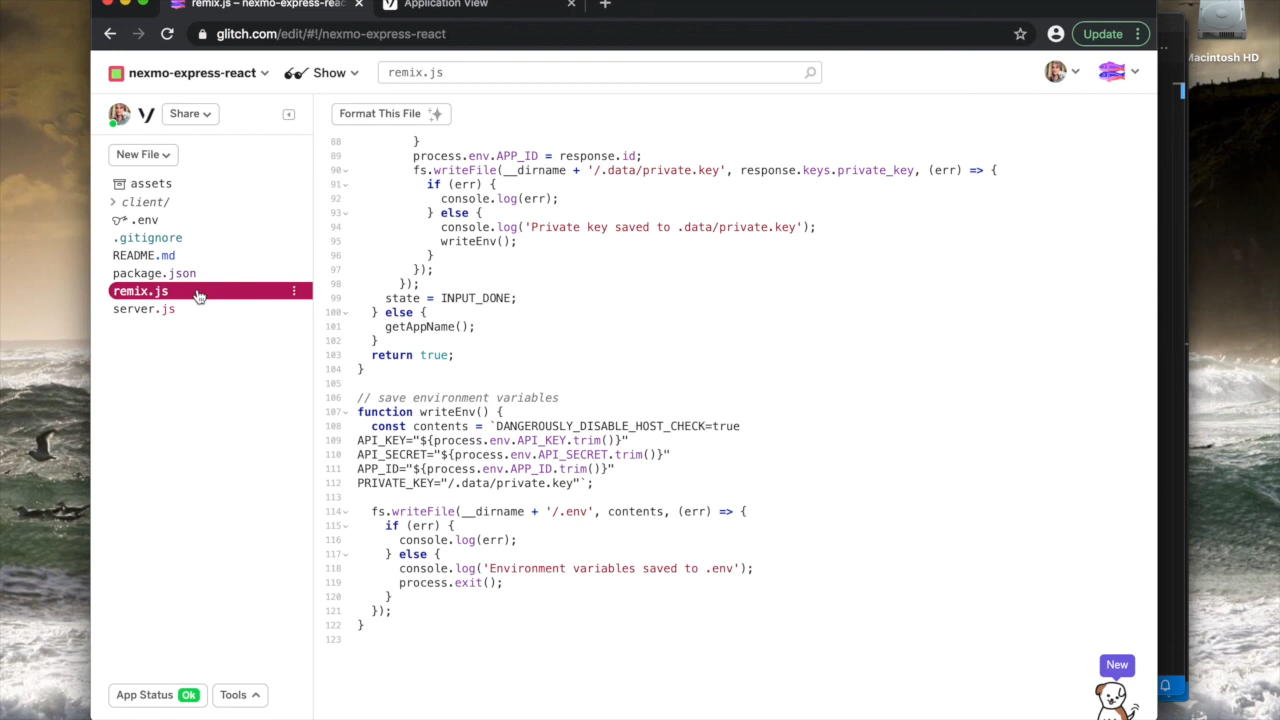 remix.js – nexmo-express-reac
Application View
glitch.com/edit/#!/nexmo-express-react
Update
Macintosh HD
nexmo-express-react
Show
remix.js
Share
Format This File
New File
assets
client/
.env
.gitignore
README.md
package.json
remix.js
server.js
88 }
89 process.env.APP_ID = response.id;
90 fs.writeFile(__dirname + '/.data/private.key', response.keys.private_key, (err) => {
91 if (err) {
92 console.log(err);
93 } else {
94 console.log('Private key saved to .data/private.key');
95 writeEnv();
96 }
97 });
98 });
99 state = INPUT_DONE;
100 } else {
101 getAppName();
102 }
103 return true;
104 }
105
106 // save environment variables
107 function writeEnv() {
108 const contents = `DANGEROUSLY_DISABLE_HOST_CHECK=true
109 API_KEY="${process.env.API_KEY.trim()}"
110 API_SECRET="${process.env.API_SECRET.trim()}"
111 APP_ID="${process.env.APP_ID.trim()}"
112 PRIVATE_KEY="/.data/private.key"`;
113
114 fs.writeFile(__dirname + '/.env', contents, (err) => {
115 if (err) {
116 console.log(err);
117 } else {
118 console.log('Environment variables saved to .env');
119 process.exit();
120 }
121 });
122 }
123
New
App Status Ok
Tools